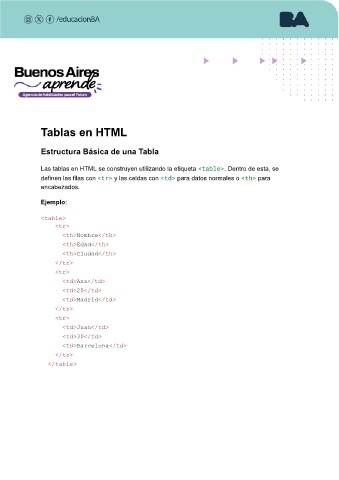 /educacionBA
BA
Buenos Aires
aprende
Agencia de Habilidades para el Futuro
Tablas en HTML
Estructura Básica de una Tabla
Las tablas en HTML se construyen utilizando la etiqueta <table>. Dentro de esta, se
definen las filas con <tr> y las celdas con <td> para datos normales o <th> para
encabezados.
Ejemplo:
<table>
<tr>
<th>Nombre</th>
<th>Edad</th>
<th>Ciudad</th>
</tr>
<tr>
<td>Ana</td>
<td>25</td>
<td>Madrid</td>
</tr>
<tr>
<td>Juan</td>
<td>30</td>
<td>Barcelona</td>
</tr>
</table>